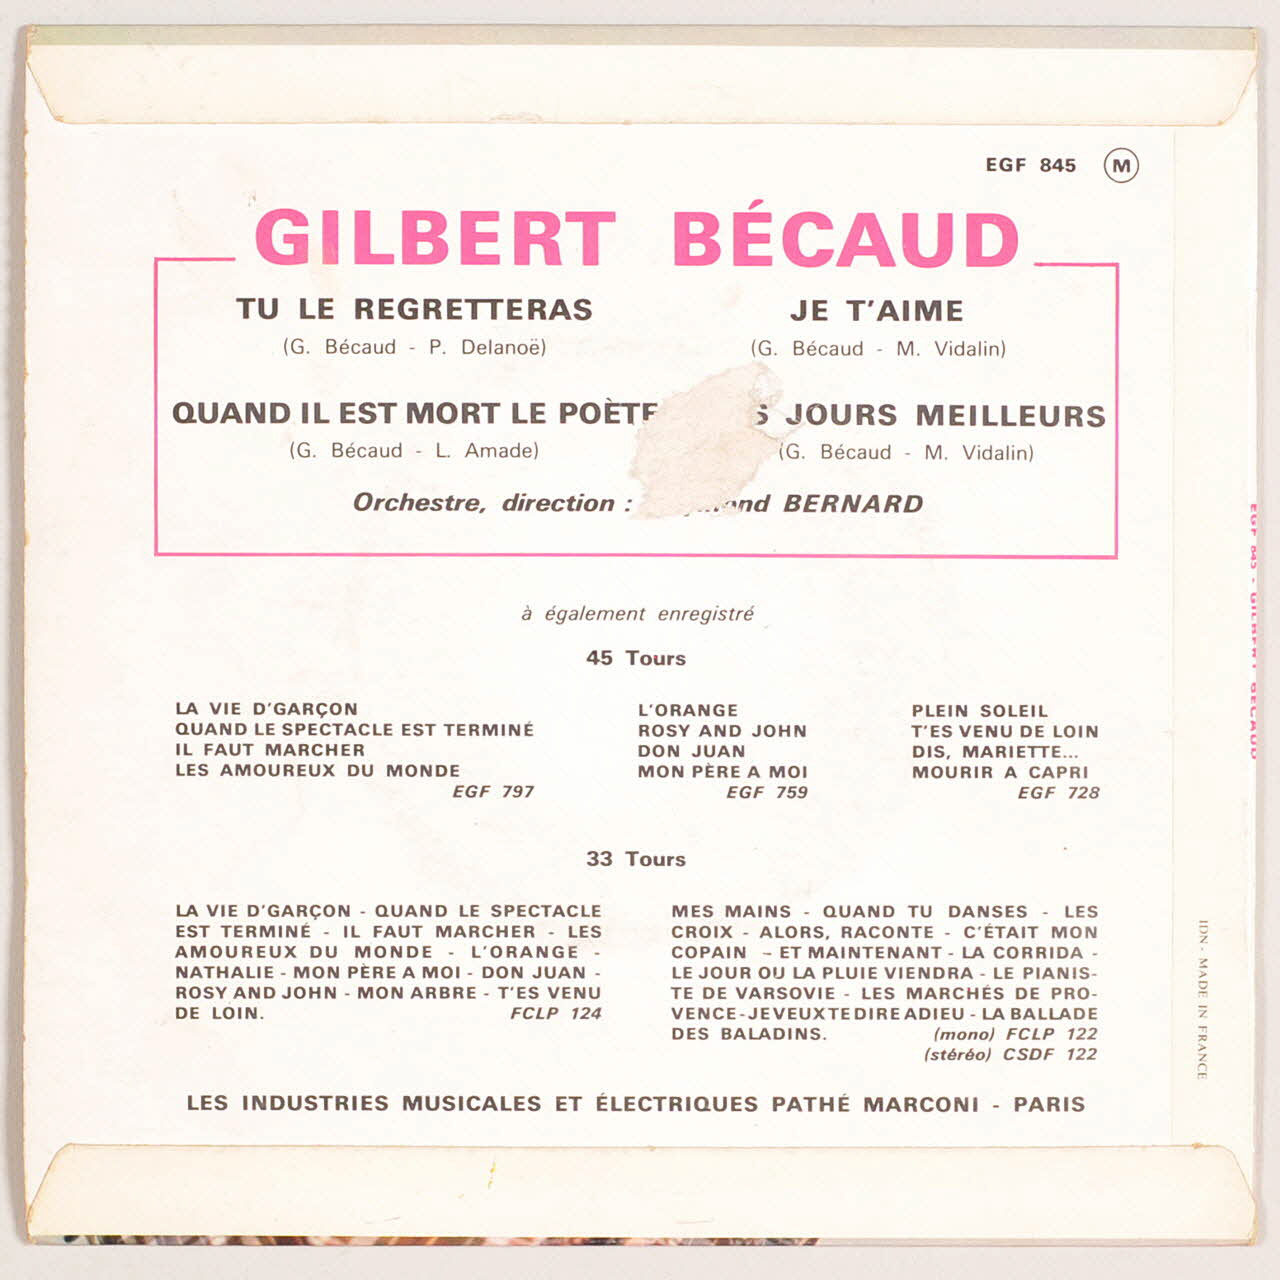 EGF 845 M
GILBERT BÉCAUD
TU LE REGRETTERAS
(G. Bécaud - P. Delanoë)
JE T'AIME
(G. Bécaud - M. Vidalin)
QUAND IL EST MORT LE POÈTE
(G. Bécaud - L. Amade)
JOURS MEILLEURS
(G. Bécaud - M. Vidalin)
Orchestre, direction : BERNARD
à également enregistré
45 Tours
LA VIE D'GARÇON
QUAND LE SPECTACLE EST TERMINÉ
IL FAUT MARCHER
LES AMOUREUX DU MONDE
EGF 797
L'ORANGE
ROSY AND JOHN
DON JUAN
MON PÈRE A MOI
EGF 759
PLEIN SOLEIL
T'ES VENU DE LOIN
DIS, MARIETTE...
MOURIR A CAPRI
EGF 728
33 Tours
LA VIE D'GARÇON - QUAND LE SPECTACLE
EST TERMINÉ - IL FAUT MARCHER - LES
AMOUREUX DU MONDE - L'ORANGE -
NATHALIE - MON PÈRE A MOI - DON JUAN -
ROSY AND JOHN - MON ARBRE - T'ES VENU
DE LOIN. FCLP 124
MES MAINS - QUAND TU DANSES - LES
CROIX - ALORS, RACONTE - C'ÉTAIT MON
COPAIN - ET MAINTENANT - LA CORRIDA -
LE JOUR OU LA PLUIE VIENDRA - LE PIANIS-
TE DE VARSOVIE - LES MARCHÉS DE PRO-
VENCE - JE VEUX TE DIRE ADIEU - LA BALLADE
DES BALADINS. (mono) FCLP 122
(stéréo) CSDF 122
LES INDUSTRIES MUSICALES ET ÉLECTRIQUES PATHÉ MARCONI - PARIS
EGF 845 - GILBERT BÉCAUD
IDN - MADE IN FRANCE